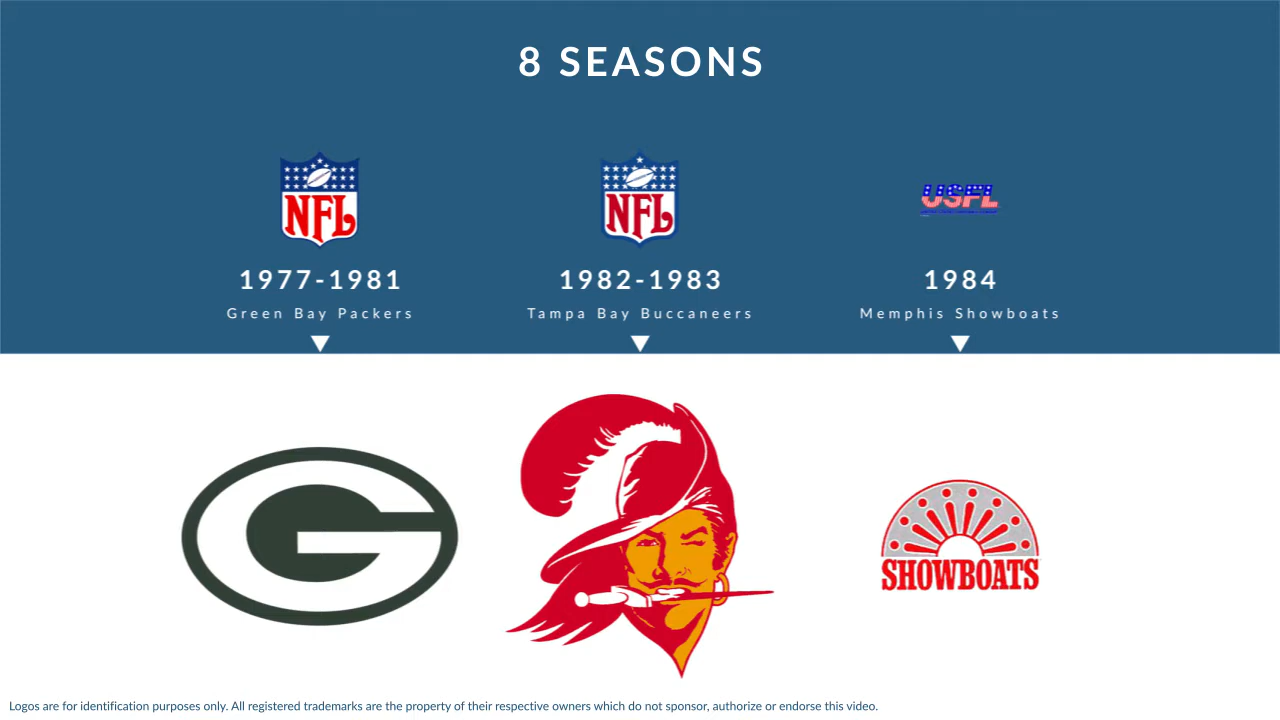 8 SEASONS
NFL NFL USFL
1977-1981 1982-1983 1984
Green Bay Packers Tampa Bay Buccaneers Memphis Showboats
G
SHOWBOATS
Logos are for identification purposes only. All registered trademarks are the property of their respective owners which do not sponsor, authorize or endorse this video.